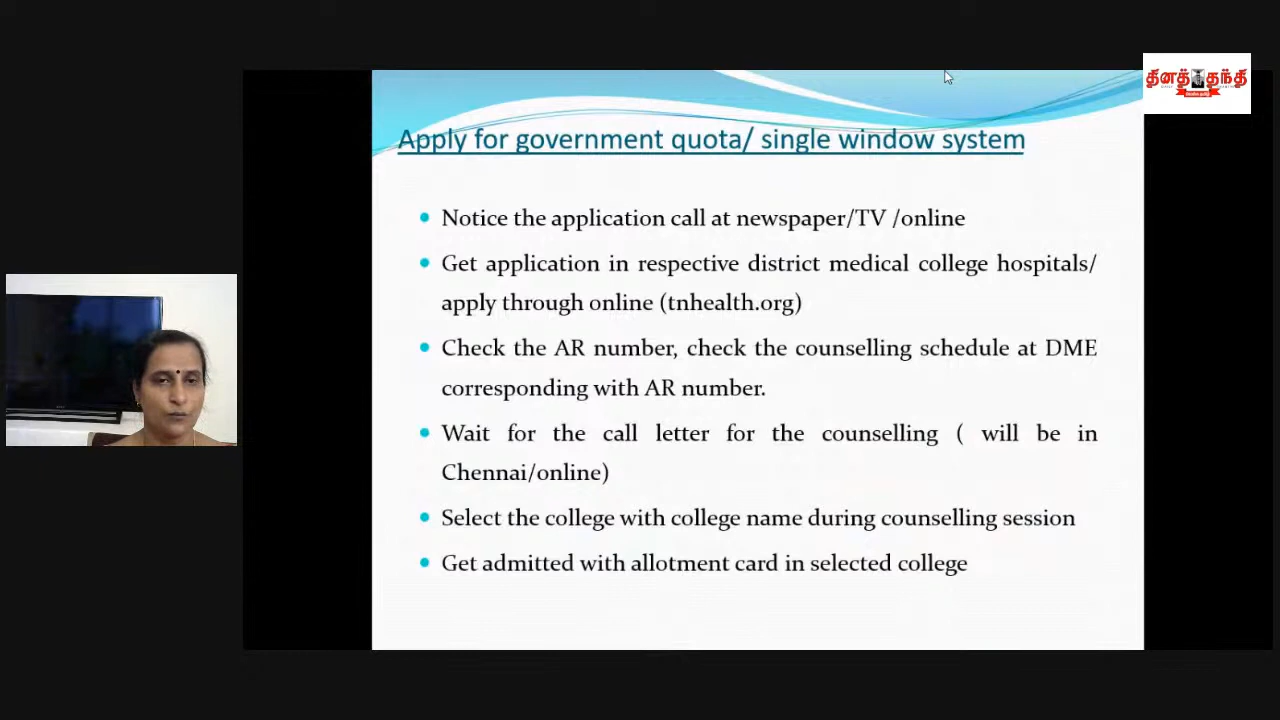 தினத்தந்தி
Apply for government quota/ single window system
Notice the application call at newspaper/TV /online
Get application in respective district medical college hospitals/
apply through online (tnhealth.org)
Check the AR number, check the counselling schedule at DME
corresponding with AR number.
Wait for the call letter for the counselling ( will be in
Chennai/online)
Select the college with college name during counselling session
Get admitted with allotment card in selected college